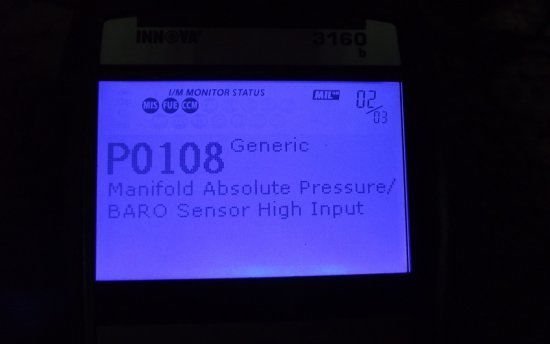 INNOVA
3160
b
I/M MONITOR STATUS
MIL ON
02/03
MIS FUE CCM
P0108 Generic
Manifold Absolute Pressure/
BARO Sensor High Input